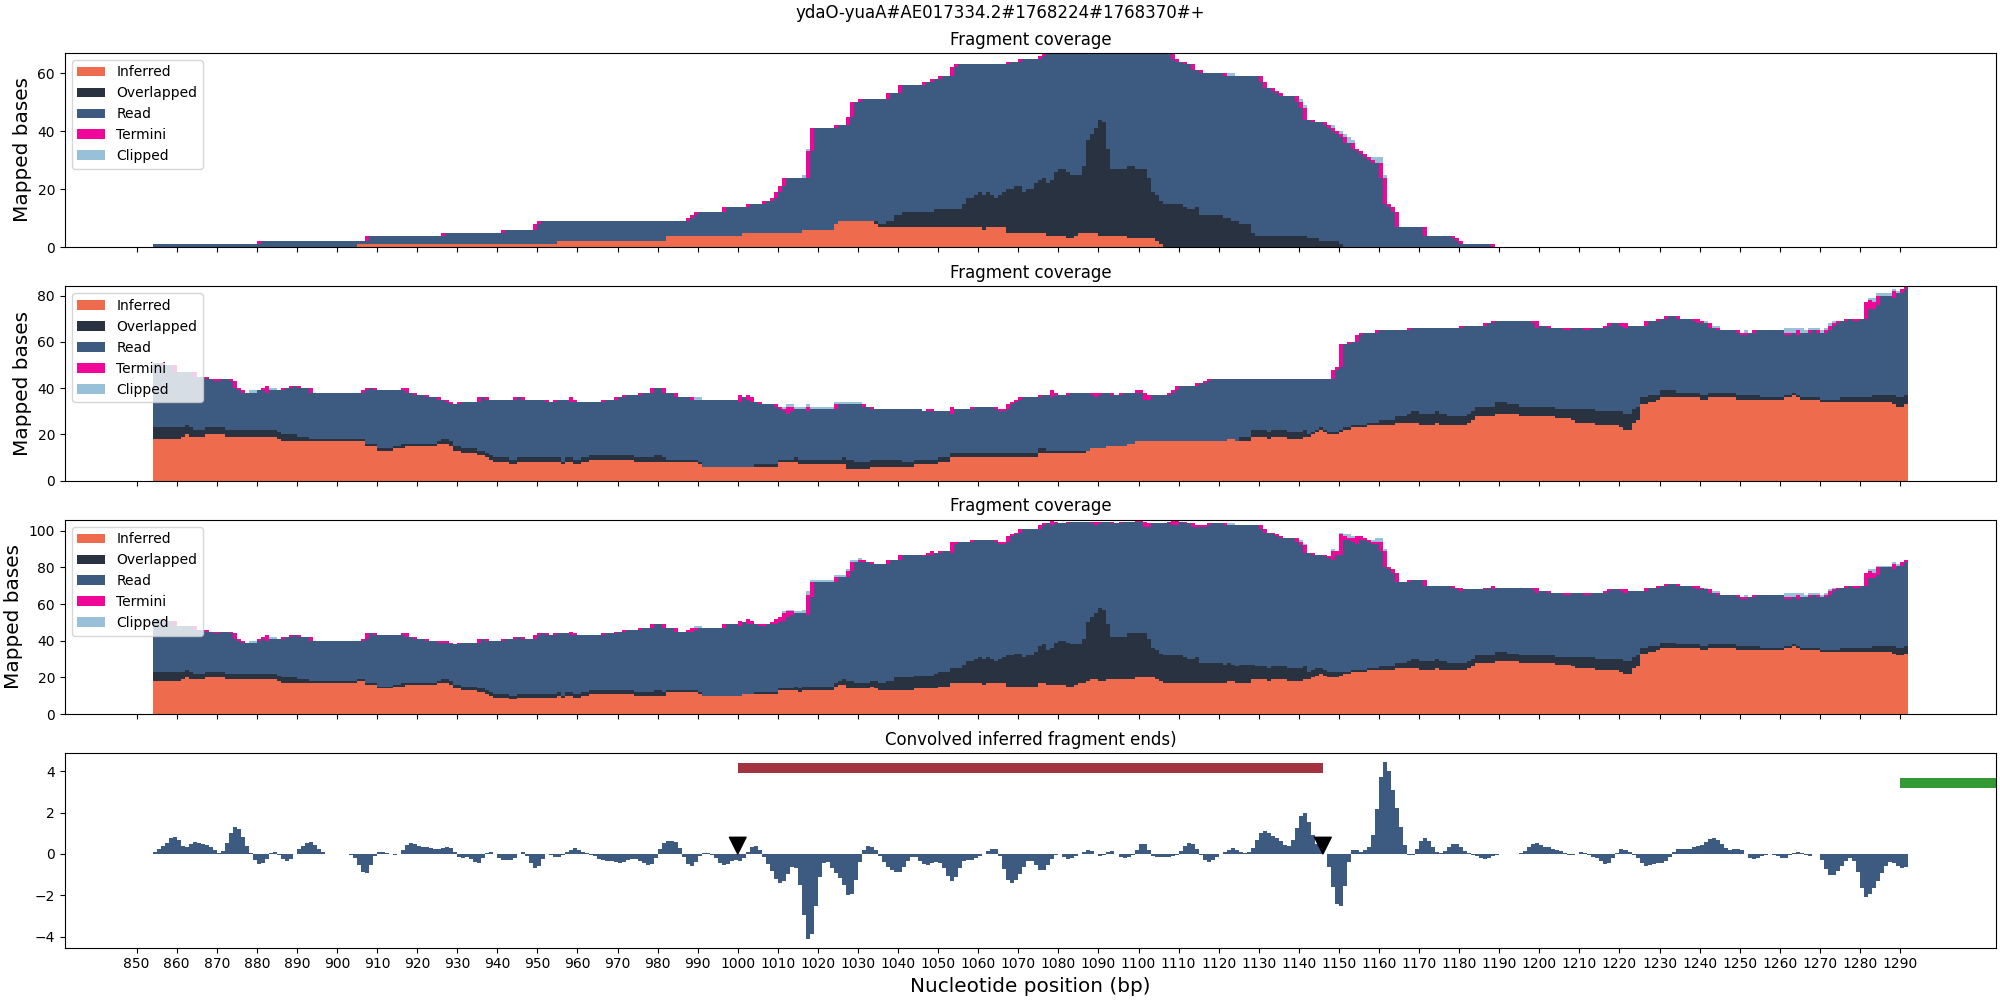 ydaO-yuaA#AE017334.2#1768224#1768370#+
Fragment coverage
Mapped bases
60
40
20
0
Inferred
Overlapped
Read
Termini
Clipped
Fragment coverage
Mapped bases
80
60
40
20
0
Inferred
Overlapped
Read
Termini
Clipped
Fragment coverage
Mapped bases
100
80
60
40
20
0
Inferred
Overlapped
Read
Termini
Clipped
Convolved inferred fragment ends)
4
2
0
−2
−4
850 860 870 880 890 900 910 920 930 940 950 960 970 980 990 1000 1010 1020 1030 1040 1050 1060 1070 1080 1090 1100 1110 1120 1130 1140 1150 1160 1170 1180 1190 1200 1210 1220 1230 1240 1250 1260 1270 1280 1290
Nucleotide position (bp)